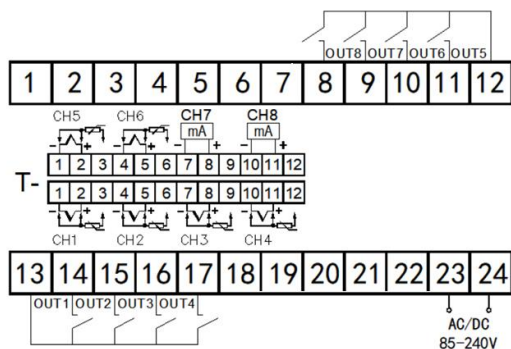 OUT8 OUT7 OUT6 OUT5
1 2 3 4 5 6 7 8 9 10 11 12
CH5 CH6 CH7 CH8
mA mA
- + - + - + - +
1 2 3 4 5 6 7 8 9 10 11 12
T-
1 2 3 4 5 6 7 8 9 10 11 12
- + - + - + - +
CH1 CH2 CH3 CH4
13 14 15 16 17 18 19 20 21 22 23 24
OUT1 OUT2 OUT3 OUT4
AC/DC
85-240V